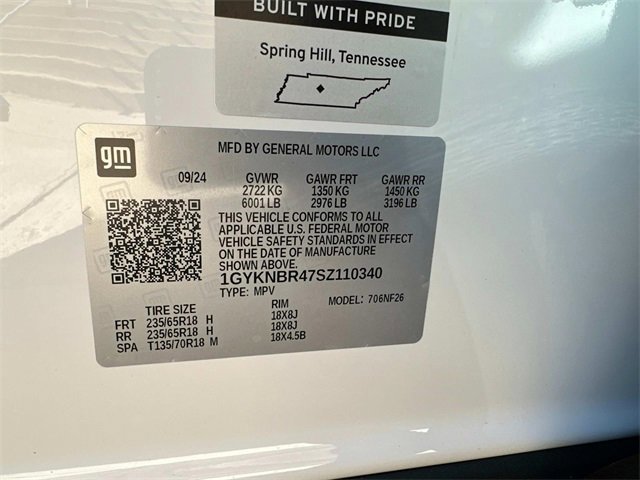 BUILT WITH PRIDE
Spring Hill, Tennessee
gm
MFD BY GENERAL MOTORS LLC
09/24 GVWR GAWR FRT GAWR RR
2722 KG 1350 KG 1450 KG
6001 LB 2976 LB 3196 LB
THIS VEHICLE CONFORMS TO ALL
APPLICABLE U.S. FEDERAL MOTOR
VEHICLE SAFETY STANDARDS IN EFFECT
ON THE DATE OF MANUFACTURE
SHOWN ABOVE.
1GYKNBR47SZ110340
TYPE: MPV MODEL: 706NF26
TIRE SIZE RIM
FRT 235/65R18 H 18X8J
RR 235/65R18 H 18X8J
SPA T135/70R18 M 18X4.5B